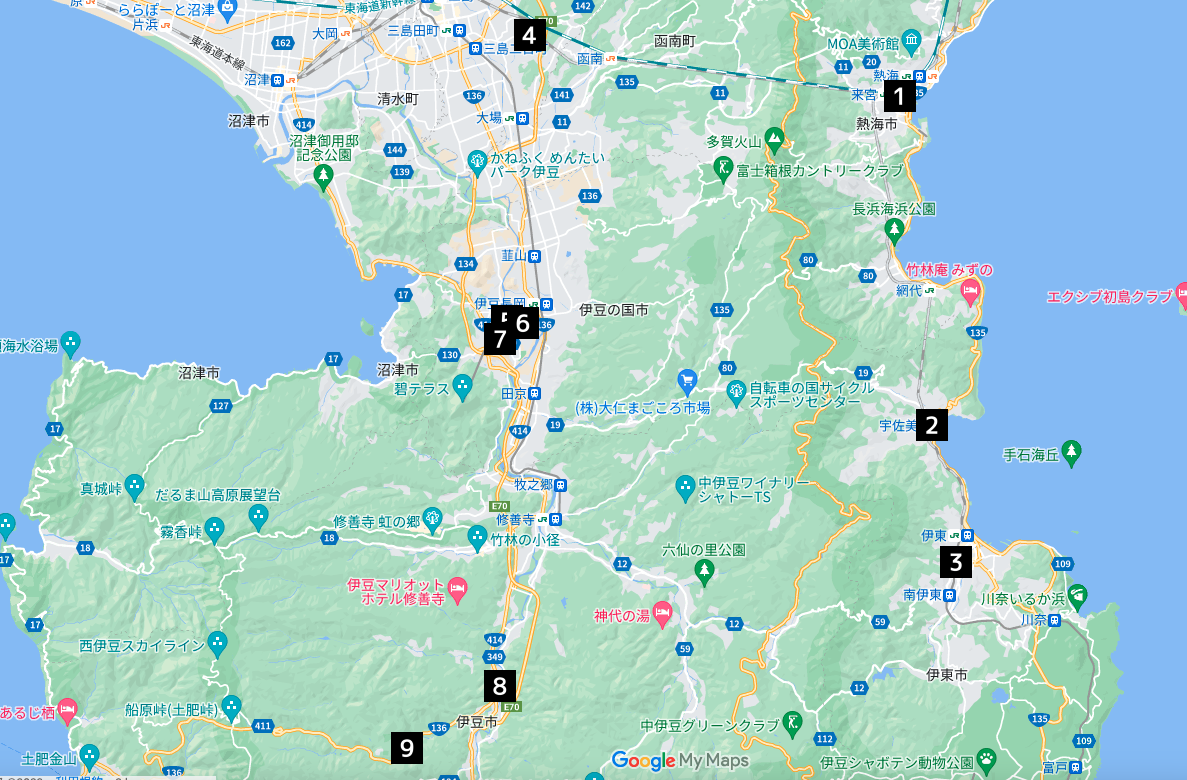 原
ららぽーと沼津
片浜
東海道新幹線
142
大岡
162
三島田町
4
E70
函南町
函南
MOA美術館
11
20
熱海
来宮
1
熱海市
東海道本線
沼津
沼津市
清水町
136
141
135
11
大場
11
414
144
139
沼津御用邸
記念公園
かねふく めんたい
パーク伊豆
136
多賀火山
富士箱根カントリークラブ
長浜海浜公園
韮山
134
80
80
竹林庵 みずの
網代
エクシブ初島クラブ
17
伊豆長岡
伊豆の国市
135
135
6
7
136
海水浴場
17
沼津市
沼津市
130
碧テラス
田京
80
19
自転車の国サイクル
スポーツセンター
(株)大仁まごころ市場
127
17
414
19
宇佐美
2
手石海丘
真城峠
だるま山高原展望台
牧之郷
中伊豆ワイナリー
シャトーTS
E70
霧香峠
修善寺 虹の郷
修善寺
18
18
竹林の小径
17
伊東
3
109
六仙の里公園
12
伊豆マリオット
ホテル修善寺
南伊東
川奈いるか浜
川奈
神代の湯
12
59
17
西伊豆スカイライン
414
349
59
伊東市
8
E70
12
あるじ栖
船原峠(土肥峠)
伊豆市
411
136
9
中伊豆グリーンクラブ
112
135
109
土肥金山
136
Google My Maps
伊豆シャボテン動物公園
富戸